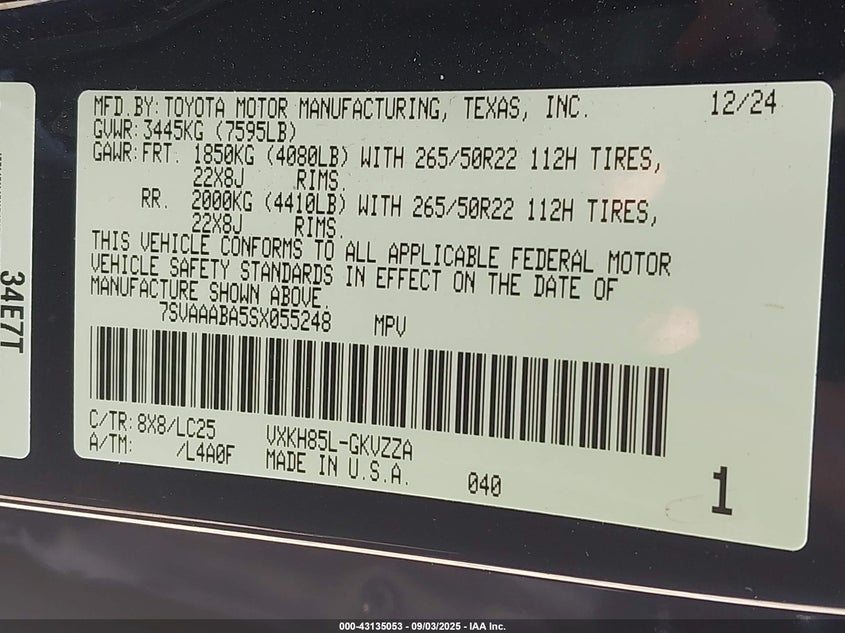 MFD.BY:TOYOTA MOTOR MANUFACTURING, TEXAS, INC. 12/24
GVWR:3445KG (7595LB)
GAWR:FRT. 1850KG (4080LB) WITH 265/50R22 112H TIRES,
22X8J RIMS.
RR. 2000KG (4410LB) WITH 265/50R22 112H TIRES,
22X8J RIMS.
THIS VEHICLE CONFORMS TO ALL APPLICABLE FEDERAL MOTOR
VEHICLE SAFETY STANDARDS IN EFFECT ON THE DATE OF
MANUFACTURE SHOWN ABOVE.
7SVAAABA5SX055248 MPV
C/TR:8X8/LC25 VXKH85L-GKVZZA
A/TM: /L4A0F MADE IN U.S.A. 040 1
34E7T
000-43135053 - 09/03/2025 - IAA Inc.